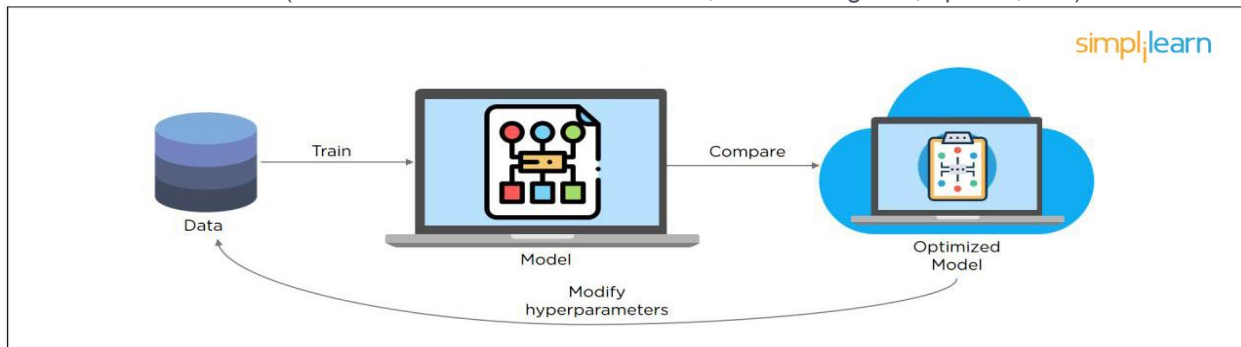 simplilearn
Train
Compare
Data
Model
Optimized
Model
Modify
hyperparameters